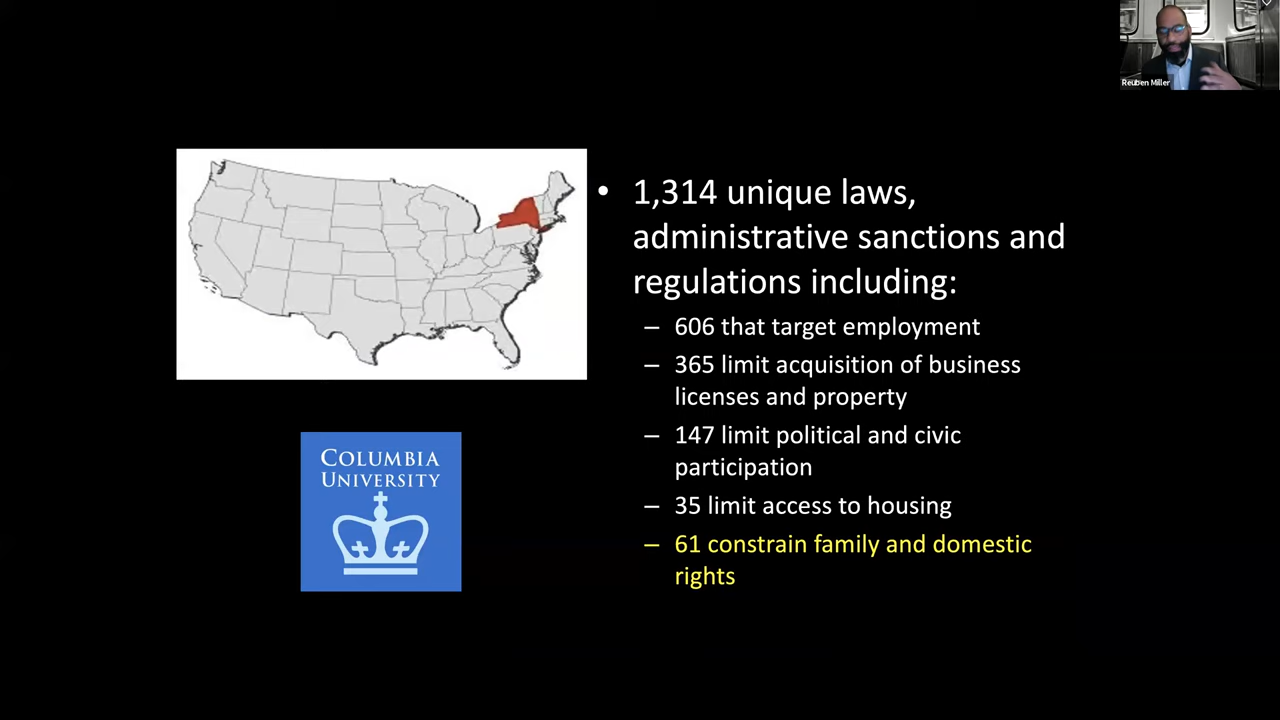 Reuben Miller
• 1,314 unique laws,
administrative sanctions and
regulations including:
– 606 that target employment
– 365 limit acquisition of business
licenses and property
– 147 limit political and civic
participation
– 35 limit access to housing
– 61 constrain family and domestic
rights
COLUMBIA
UNIVERSITY